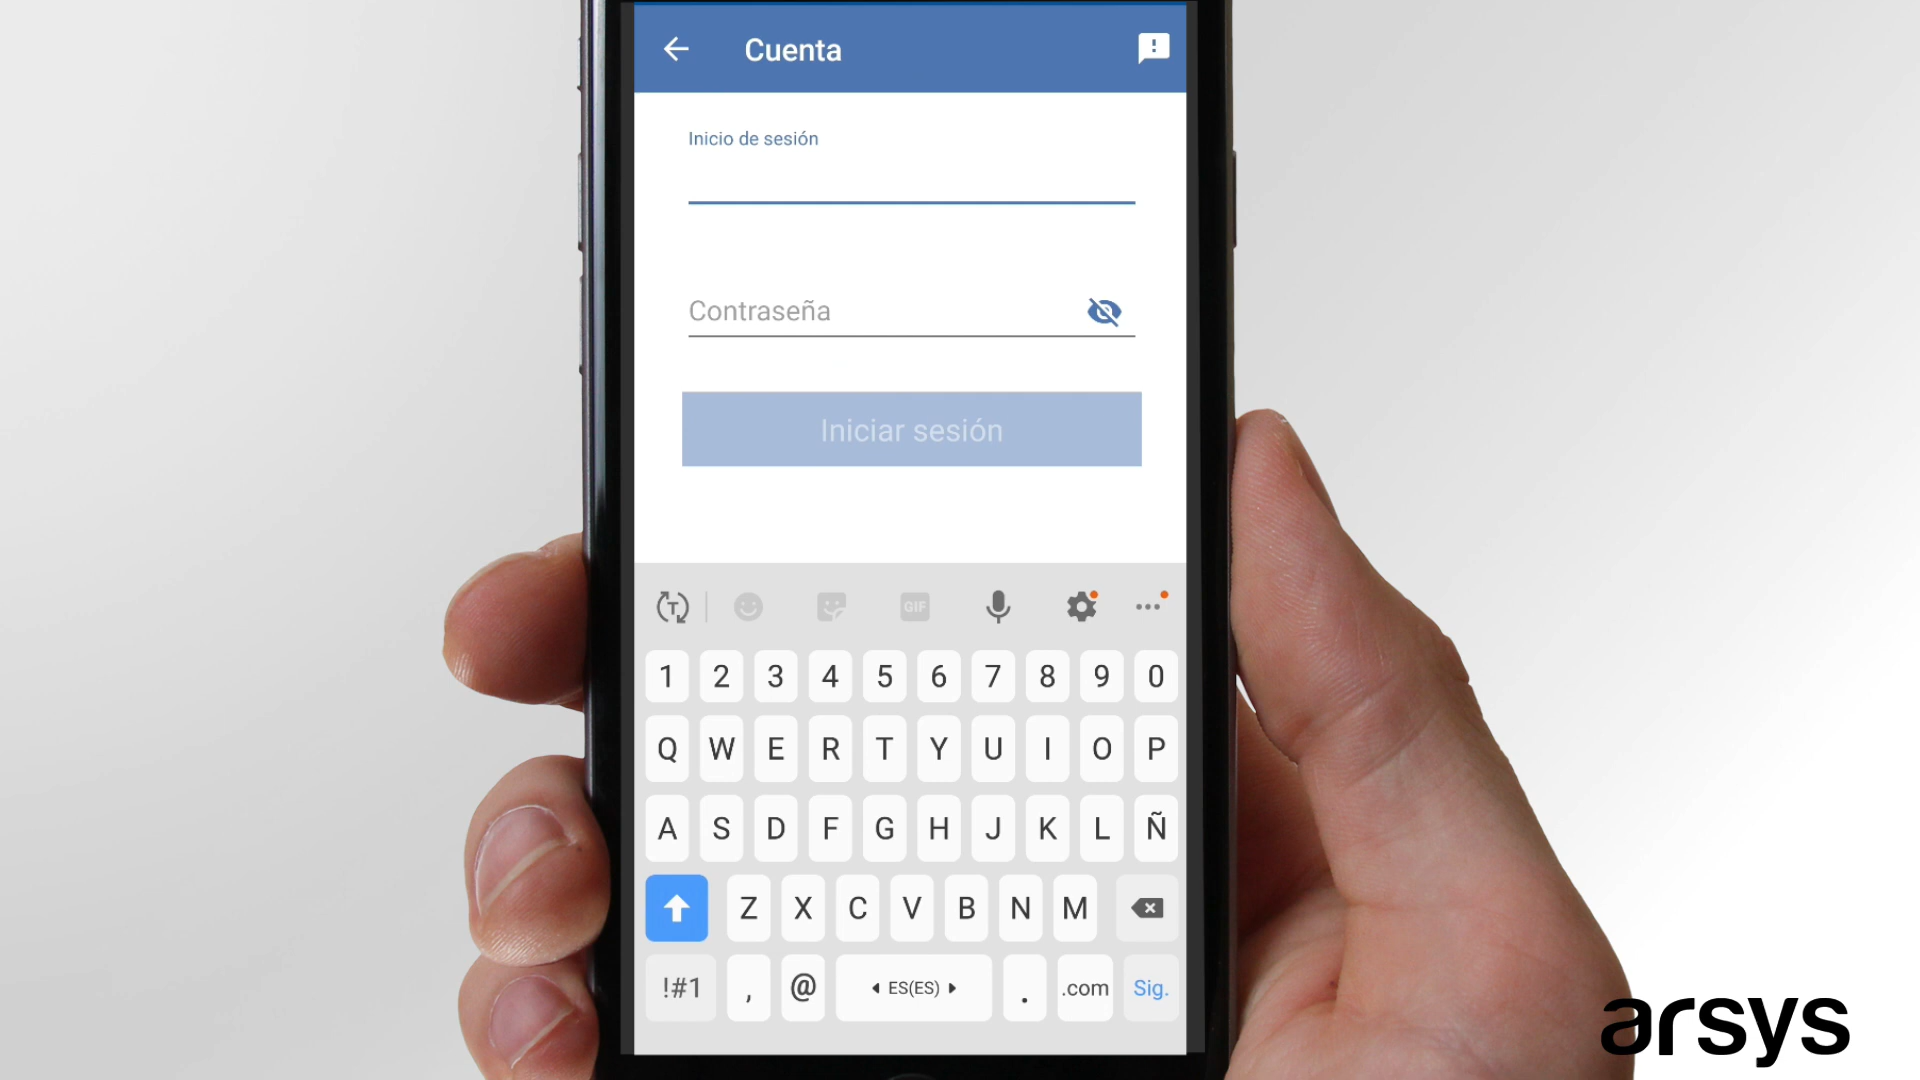 Cuenta
Inicio de sesión
Contraseña
Iniciar sesión
T GIF
1 2 3 4 5 6 7 8 9 0
Q W E R T Y U I O P
A S D F G H J K L Ñ
Z X C V B N M
!#1 , @ ES(ES) . .com Sig.
arsys